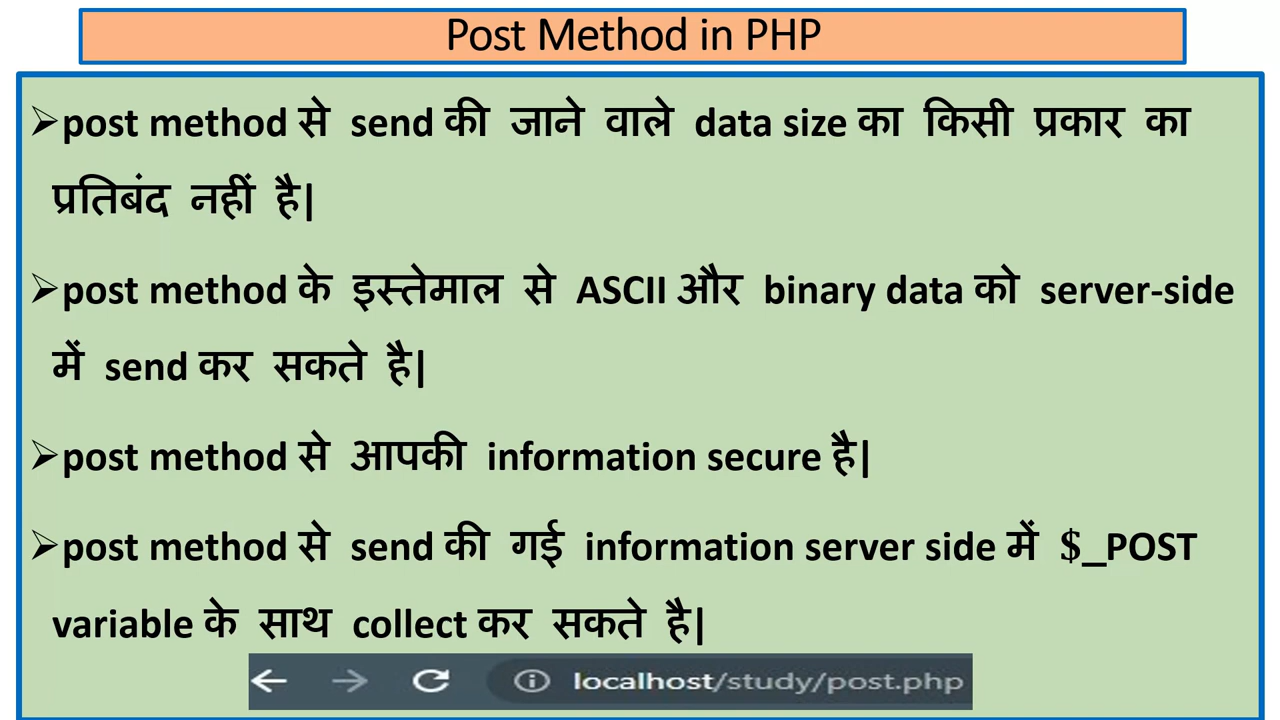 Post Method in PHP
➢post method से send की जाने वाले data size का किसी प्रकार का
प्रतिबंद नहीं है|
➢post method के इस्तेमाल से ASCII और binary data को server-side
में send कर सकते है|
➢post method से आपकी information secure है|
➢post method से send की गई information server side में $_POST
variable के साथ collect कर सकते है|
localhost/study/post.php